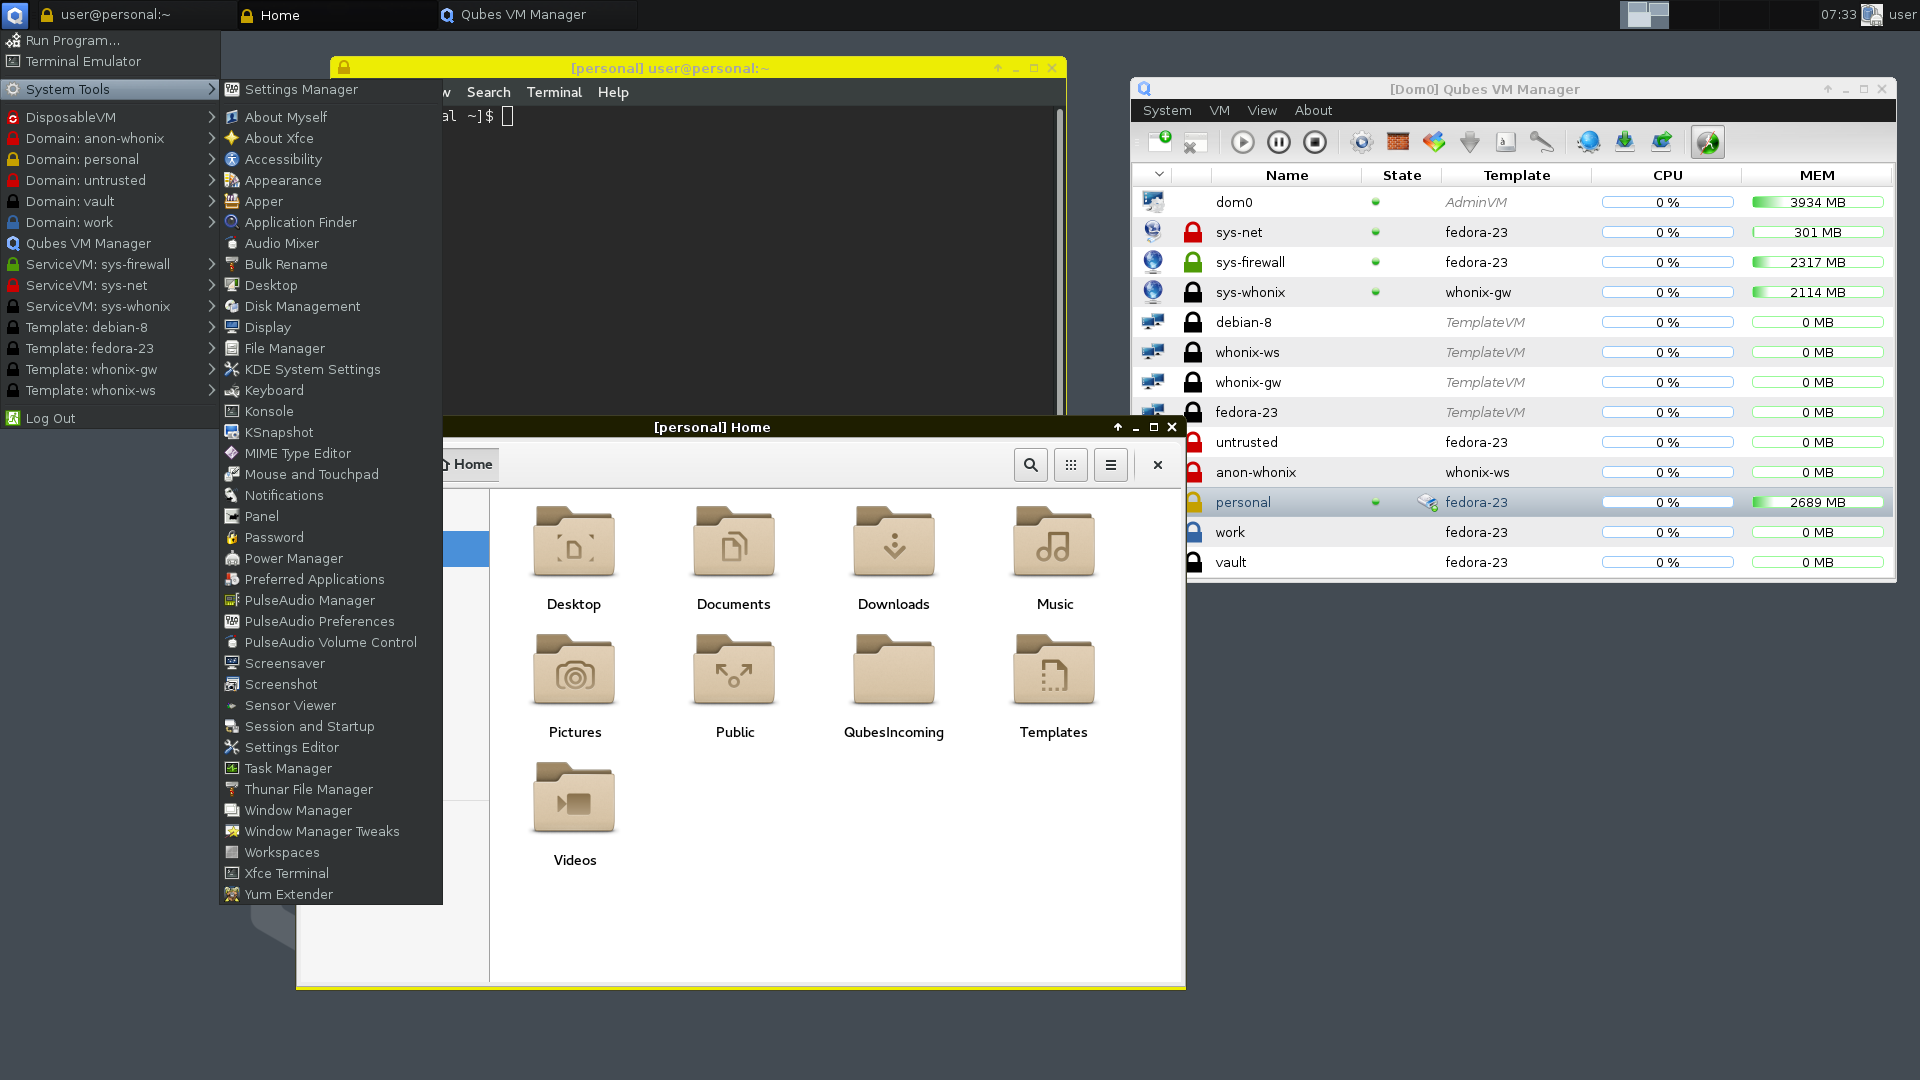 user@personal:~
Home
Qubes VM Manager
07:33
user
Run Program...
Terminal Emulator
System Tools
DisposableVM
Domain: anon-whonix
Domain: personal
Domain: untrusted
Domain: vault
Domain: work
Qubes VM Manager
ServiceVM: sys-firewall
ServiceVM: sys-net
ServiceVM: sys-whonix
Template: debian-8
Template: fedora-23
Template: whonix-gw
Template: whonix-ws
Log Out
Settings Manager
About Myself
About Xfce
Accessibility
Appearance
Apper
Application Finder
Audio Mixer
Bulk Rename
Desktop
Disk Management
Display
File Manager
KDE System Settings
Keyboard
Konsole
KSnapshot
MIME Type Editor
Mouse and Touchpad
Notifications
Panel
Password
Power Manager
Preferred Applications
PulseAudio Manager
PulseAudio Preferences
PulseAudio Volume Control
Screensaver
Screenshot
Sensor Viewer
Session and Startup
Settings Editor
Task Manager
Thunar File Manager
Window Manager
Window Manager Tweaks
Workspaces
Xfce Terminal
Yum Extender
[personal] user@personal:~
w Search Terminal Help
al ~]$
[personal] Home
Home
Desktop Documents Downloads Music
Pictures Public QubesIncoming Templates
Videos
[Dom0] Qubes VM Manager
System VM View About
Name State Template CPU MEM
dom0 AdminVM 0 % 3934 MB
sys-net fedora-23 0 % 301 MB
sys-firewall fedora-23 0 % 2317 MB
sys-whonix whonix-gw 0 % 2114 MB
debian-8 TemplateVM 0 % 0 MB
whonix-ws TemplateVM 0 % 0 MB
whonix-gw TemplateVM 0 % 0 MB
fedora-23 TemplateVM 0 % 0 MB
untrusted fedora-23 0 % 0 MB
anon-whonix whonix-ws 0 % 0 MB
personal fedora-23 0 % 2689 MB
work fedora-23 0 % 0 MB
vault fedora-23 0 % 0 MB